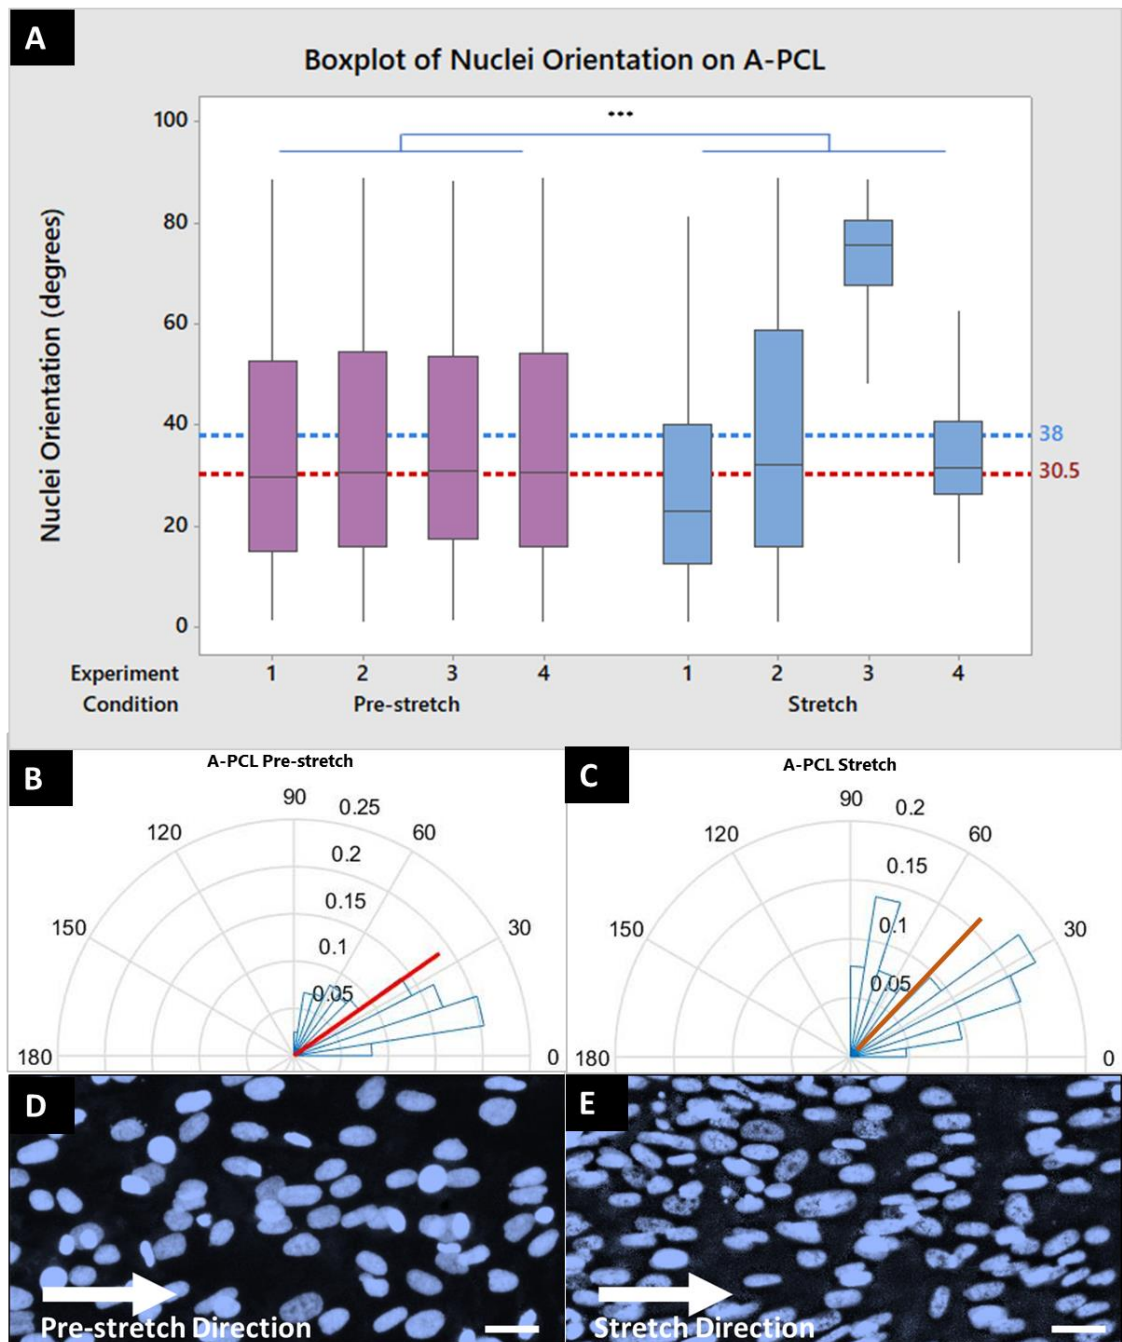 A
Boxplot of Nuclei Orientation on A-PCL
***
Nuclei Orientation (degrees)
100
80
60
40
20
0
38
30.5
Experiment 1 2 3 4 1 2 3 4
Condition Pre-stretch Stretch
B
A-PCL Pre-stretch
90
0.25
120
60
0.2
0.15
150
30
0.1
0.05
180
0
C
A-PCL Stretch
90
0.2
120
60
0.15
150
30
0.1
0.05
180
0
D
Pre-stretch Direction
E
Stretch Direction